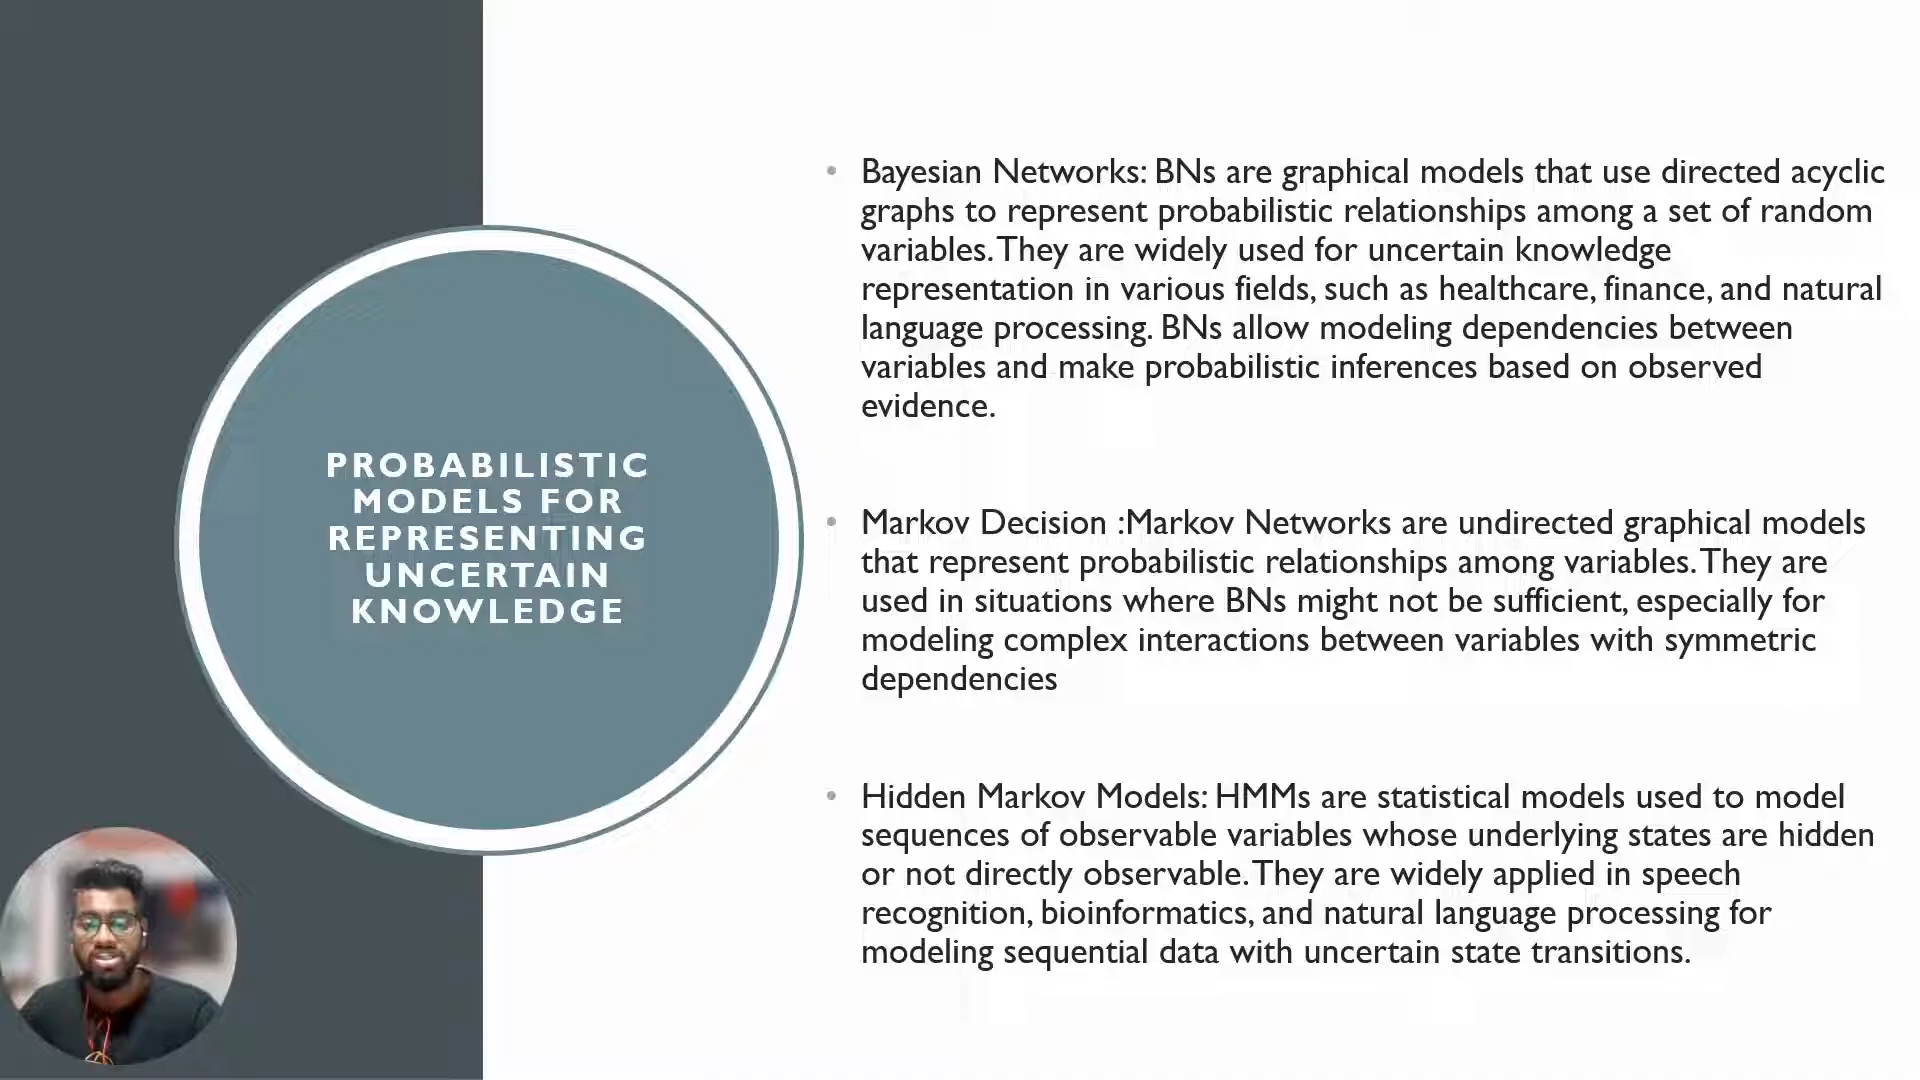 PROBABILISTIC
MODELS FOR
REPRESENTING
UNCERTAIN
KNOWLEDGE
• Bayesian Networks: BNs are graphical models that use directed acyclic
graphs to represent probabilistic relationships among a set of random
variables. They are widely used for uncertain knowledge
representation in various fields, such as healthcare, finance, and natural
language processing. BNs allow modeling dependencies between
variables and make probabilistic inferences based on observed
evidence.
• Markov Decision :Markov Networks are undirected graphical models
that represent probabilistic relationships among variables. They are
used in situations where BNs might not be sufficient, especially for
modeling complex interactions between variables with symmetric
dependencies
• Hidden Markov Models: HMMs are statistical models used to model
sequences of observable variables whose underlying states are hidden
or not directly observable. They are widely applied in speech
recognition, bioinformatics, and natural language processing for
modeling sequential data with uncertain state transitions.